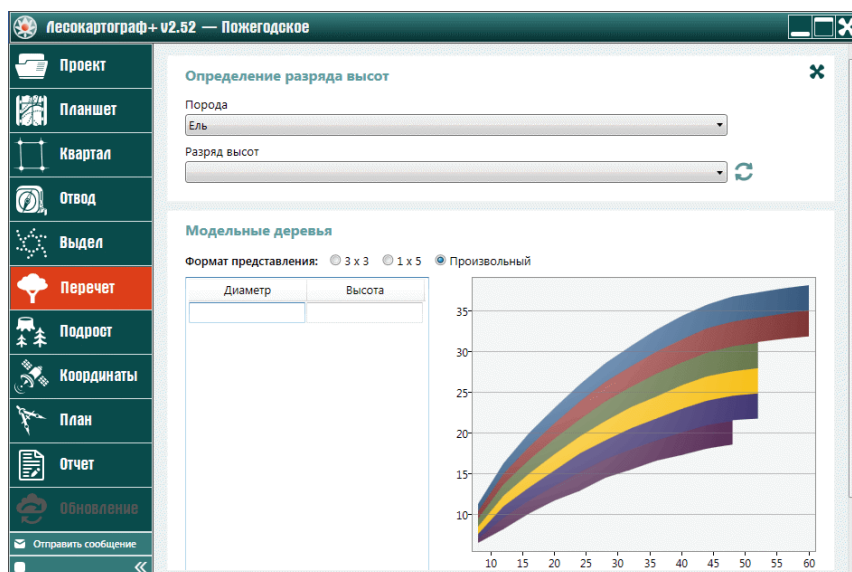 Лесокартограф+ v2.52 — Пожегодское
Проект
Планшет
Квартал
Отвод
Выдел
Перечет
Подрост
Координаты
План
Отчет
Обновление
Отправить сообщение
Определение разряда высот
Порода
Ель
Разряд высот
Модельные деревья
Формат представления: 3 x 3 1 x 5 Произвольный
Диаметр Высота
35
30
25
20
15
10
10 15 20 25 30 35 40 45 50 55 60